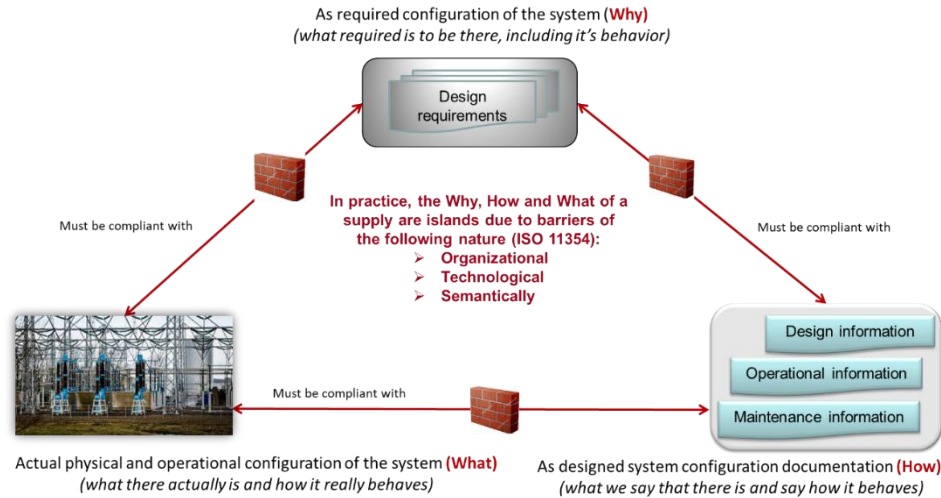 As required configuration of the system (Why)
(what required is to be there, including it's behavior)
Design
requirements
In practice, the Why, How and What of a
supply are islands due to barriers
of the following nature (ISO 11354):
➢ Organizational
➢ Technological
➢ Semantically
Must be compliant with
Must be compliant with
Design information
Operational information
Maintenance information
Must be compliant with
Actual physical and operational configuration of the system (What)
(what there actually is and how it really behaves)
As designed system configuration documentation (How)
(what we say that there is and say how it behaves)